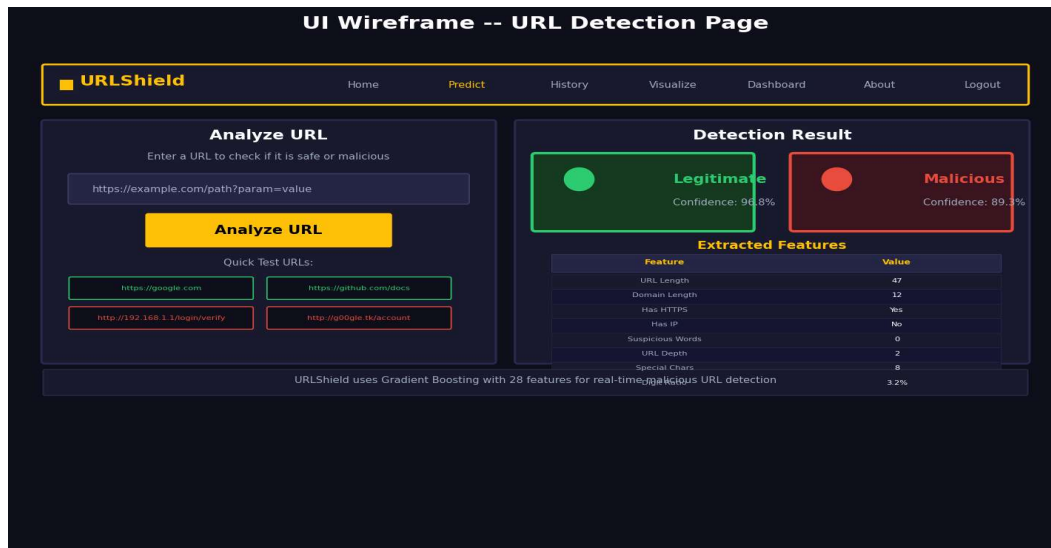 UI Wireframe -- URL Detection Page
URLShield
Home Predict History Visualize Dashboard About Logout
Analyze URL
Enter a URL to check if it is safe or malicious
https://example.com/path?param=value
Analyze URL
Quick Test URLs:
https://google.com https://github.com/docs
http://192.168.1.1/login/verify http://g00gle.tk/account
Detection Result
Legitimate Malicious
Confidence: 96.8% Confidence: 89.3%
Extracted Features
Feature Value
URL Length 47
Domain Length 12
Has HTTPS Yes
Has IP No
Suspicious Words 0
URL Depth 2
Special Chars 8
Digit Ratio 3.2%
URLShield uses Gradient Boosting with 28 features for real-time malicious URL detection